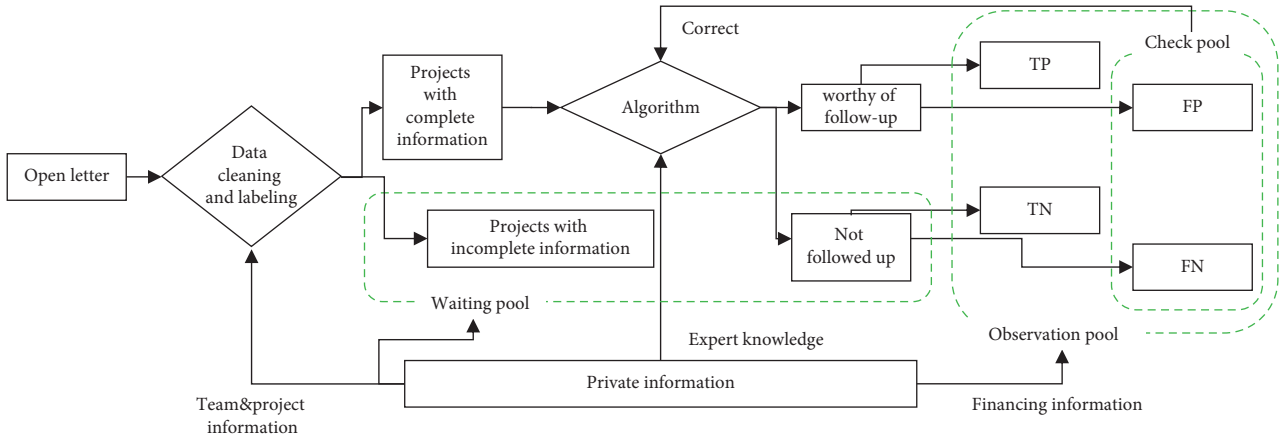 Open letter
Data
cleaning
and labeling
Projects
with
complete
information
Projects with
incomplete information
Waiting pool
Correct
Algorithm
worthy of
follow-up
Not
followed up
TP
Check pool
FP
TN
FN
Observation pool
Expert knowledge
Private information
Team&project
information
Financing information